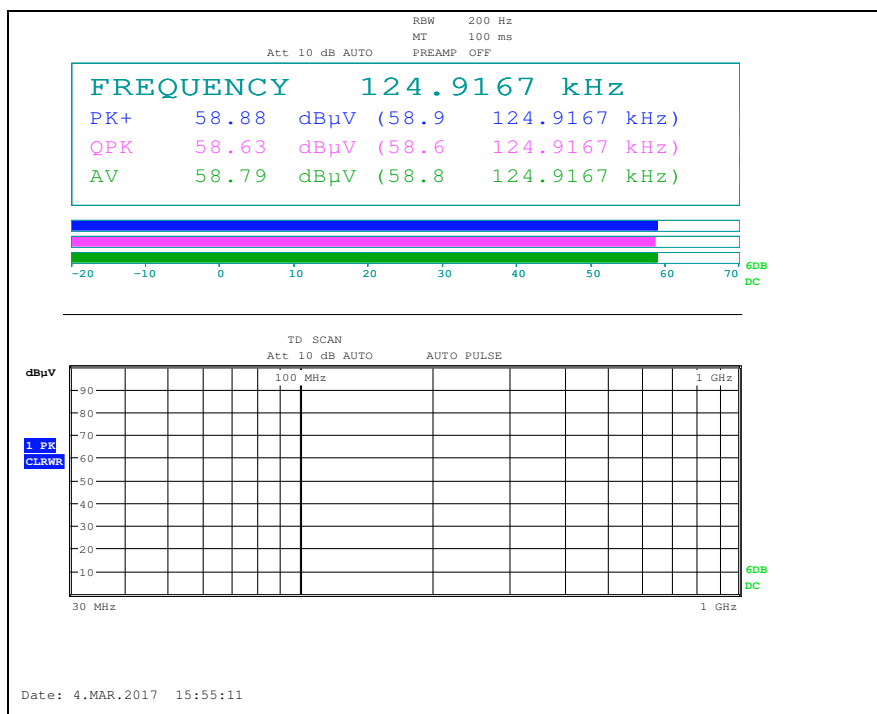 RBW 200 Hz
MT 100 ms
Att 10 dB AUTO PREAMP OFF
FREQUENCY 124.9167 kHz
PK+ 58.88 dBµV (58.9 124.9167 kHz)
QPK 58.63 dBµV (58.6 124.9167 kHz)
AV 58.79 dBµV (58.8 124.9167 kHz)
-20 -10 0 10 20 30 40 50 60 70
6DB
DC
TD SCAN
Att 10 dB AUTO AUTO PULSE
dBµV
100 MHz 1 GHz
90
80
70
1 PK
CLRWR
60
50
40
30
20
10
6DB
DC
30 MHz 1 GHz
Date: 4.MAR.2017 15:55:11